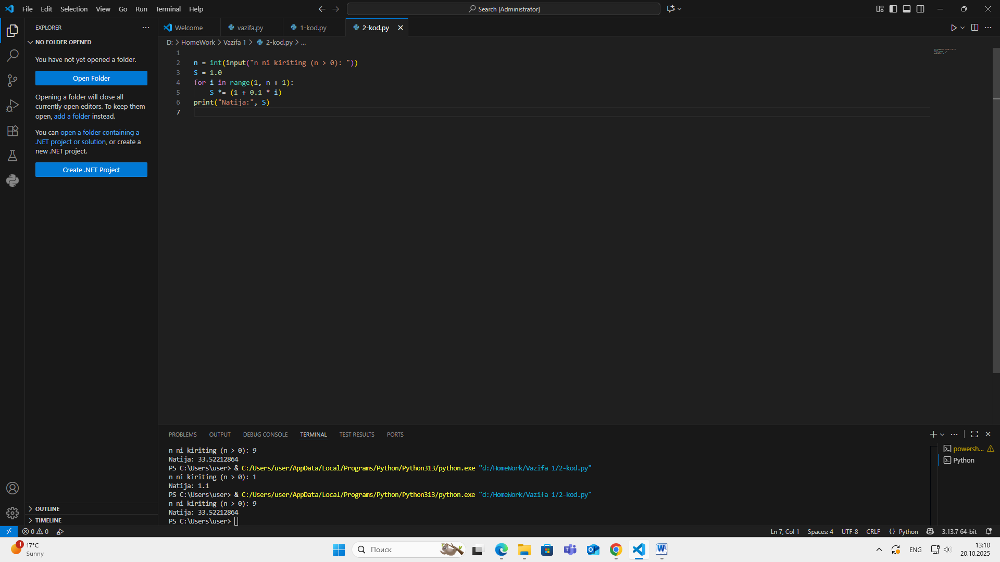 File Edit Selection View Go Run Terminal Help
Search [Administrator]
EXPLORER
NO FOLDER OPENED
You have not yet opened a folder.
Open Folder
Opening a folder will close all
currently open editors. To keep them
open, add a folder instead.
You can open a folder containing a
.NET project or solution, or create a
new .NET project.
Create .NET Project
OUTLINE
TIMELINE
Welcome vazifa.py 1-kod.py 2-kod.py
D: > HomeWork > Vazifa 1 > 2-kod.py > ...
1
2 n = int(input("n ni kiriting (n > 0): "))
3 S = 1.0
4 for i in range(1, n + 1):
5 S *= (1 + 0.1 * i)
6 print("Natija:", S)
7
PROBLEMS OUTPUT DEBUG CONSOLE TERMINAL TEST RESULTS PORTS
n ni kiriting (n > 0): 9
Natija: 33.52212864
PS C:\Users\user> & C:/Users/user/AppData/Local/Programs/Python/Python313/python.exe "d:/HomeWork/Vazifa 1/2-kod.py"
n ni kiriting (n > 0): 1
Natija: 1.1
PS C:\Users\user> & C:/Users/user/AppData/Local/Programs/Python/Python313/python.exe "d:/HomeWork/Vazifa 1/2-kod.py"
n ni kiriting (n > 0): 9
Natija: 33.52212864
PS C:\Users\user>
powersh...
Python
0 0
Ln 7, Col 1 Spaces: 4 UTF-8 CRLF {} Python 3.13.7 64-bit
1
17°C
Sunny
Поиск
ENG
13:10
20.10.2025